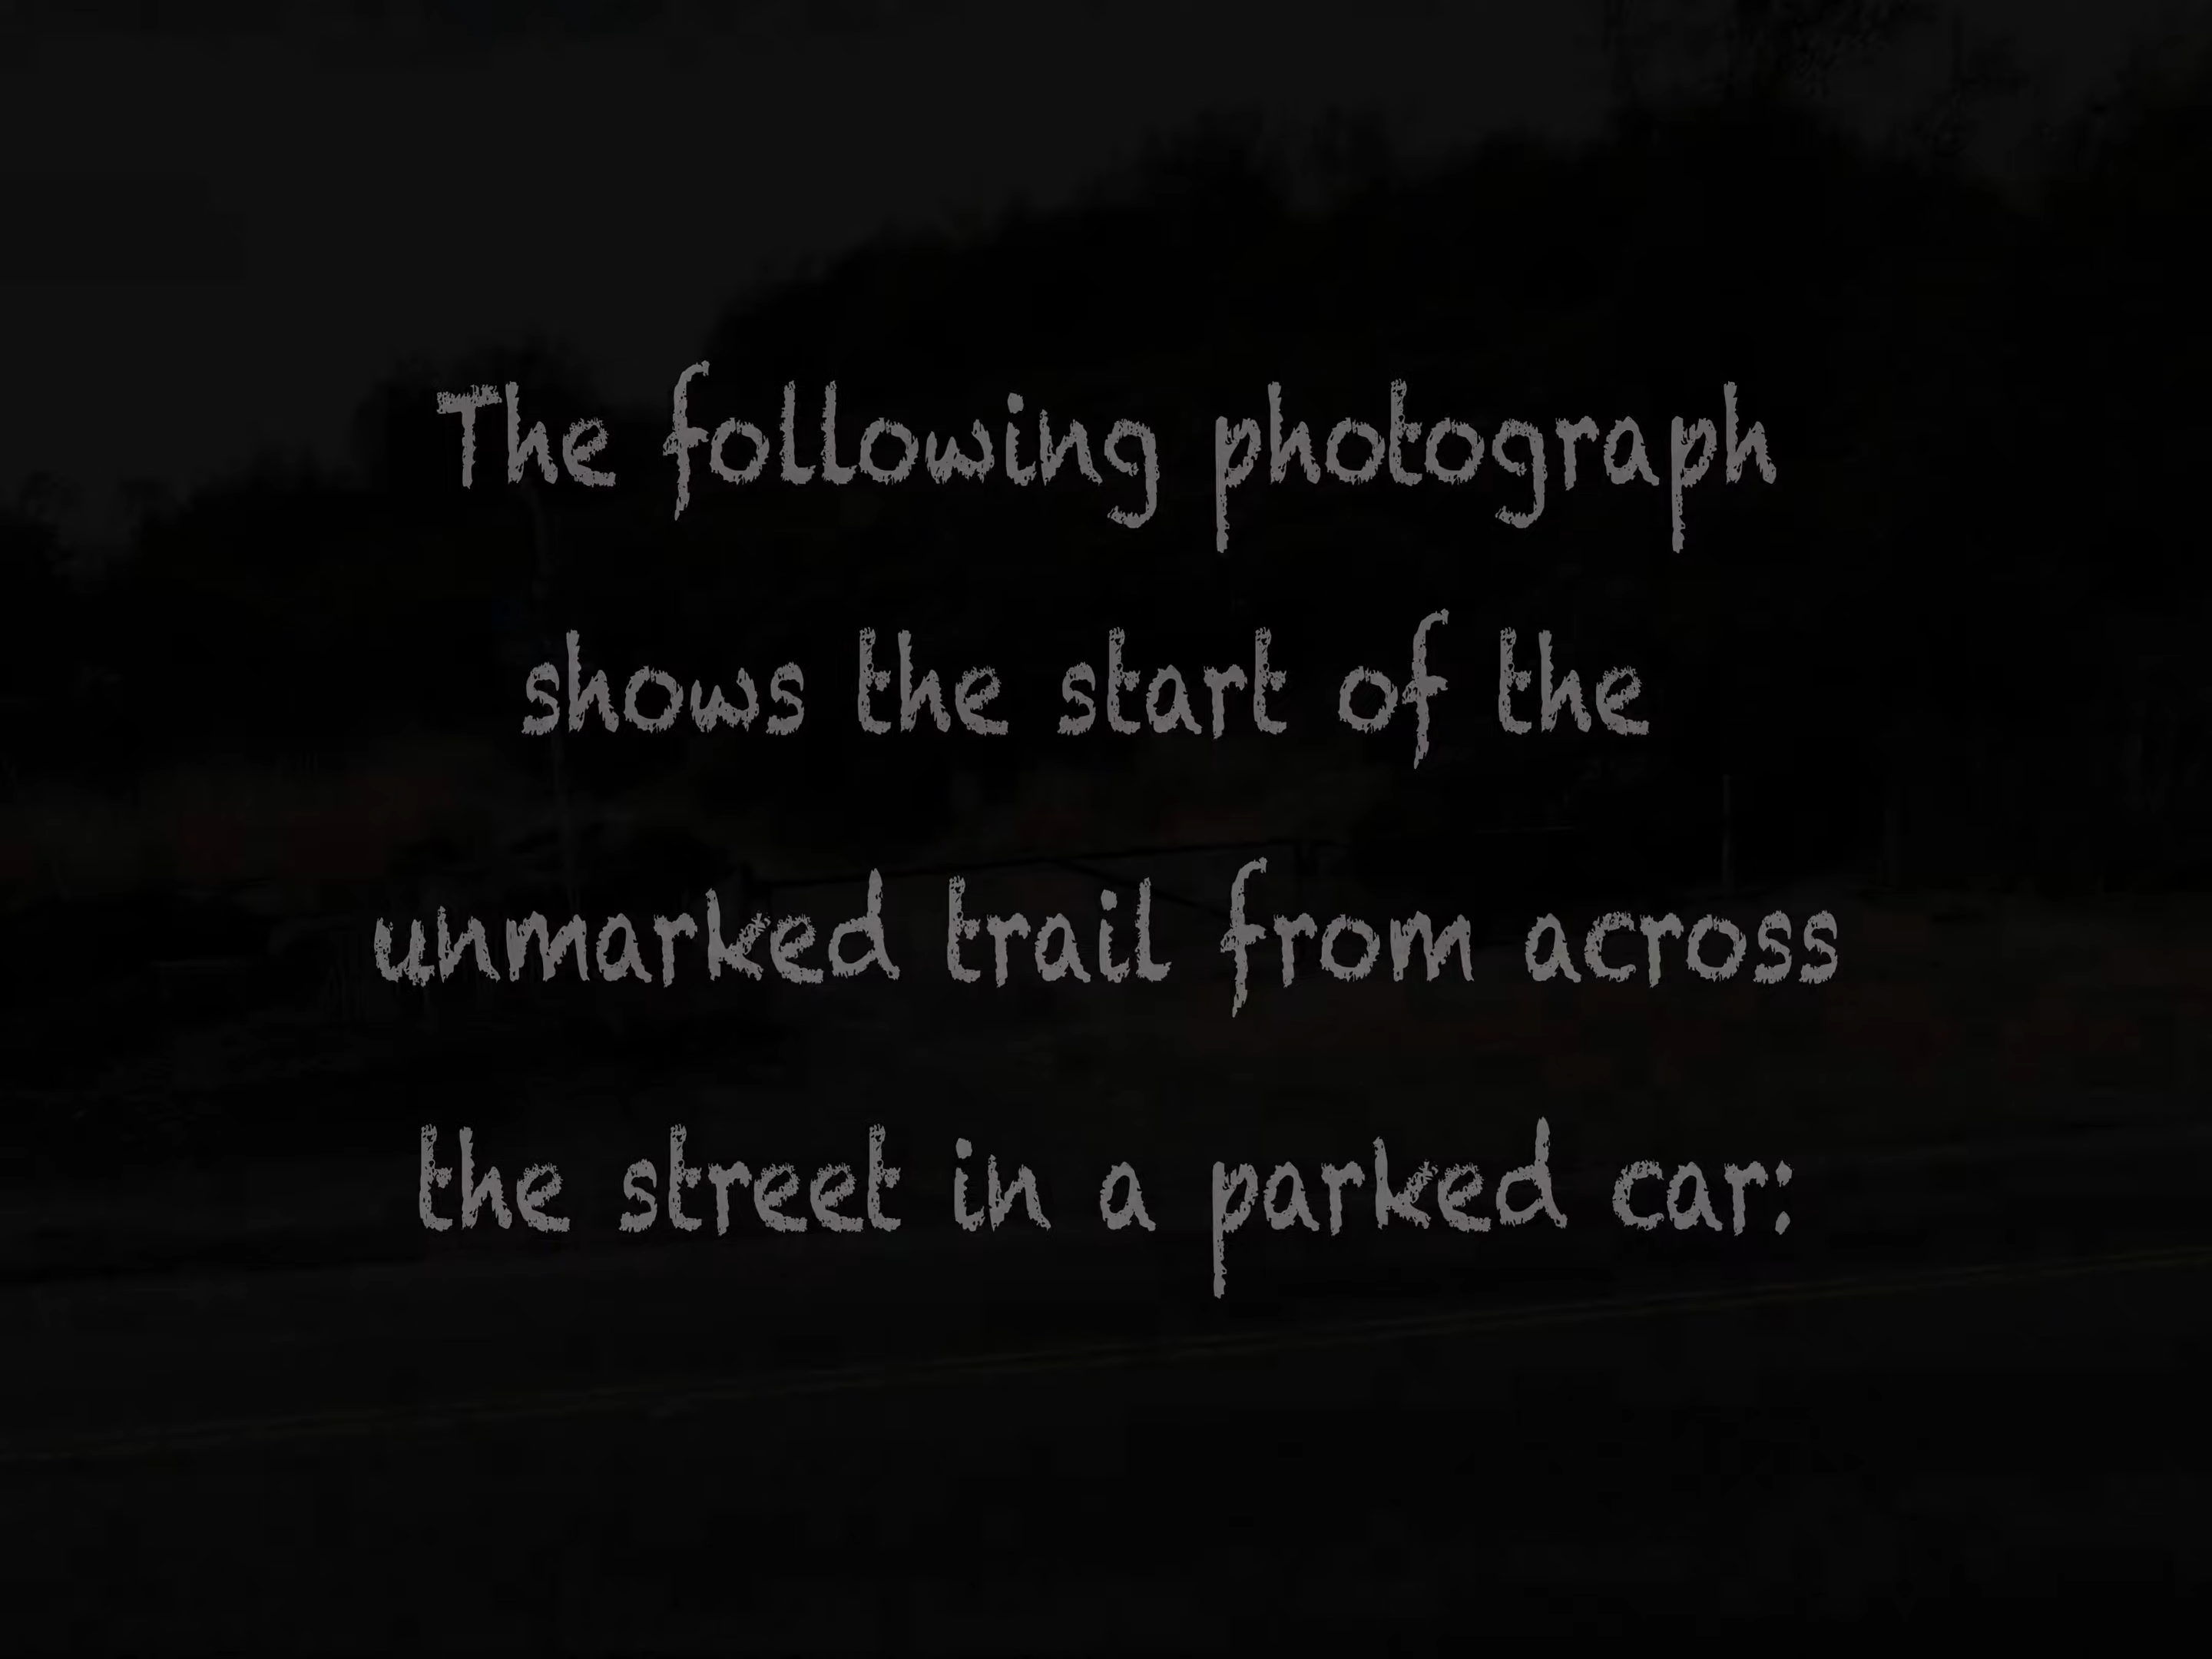 The following photograph
shows the start of the
unmarked trail from across
the street in a parked car: